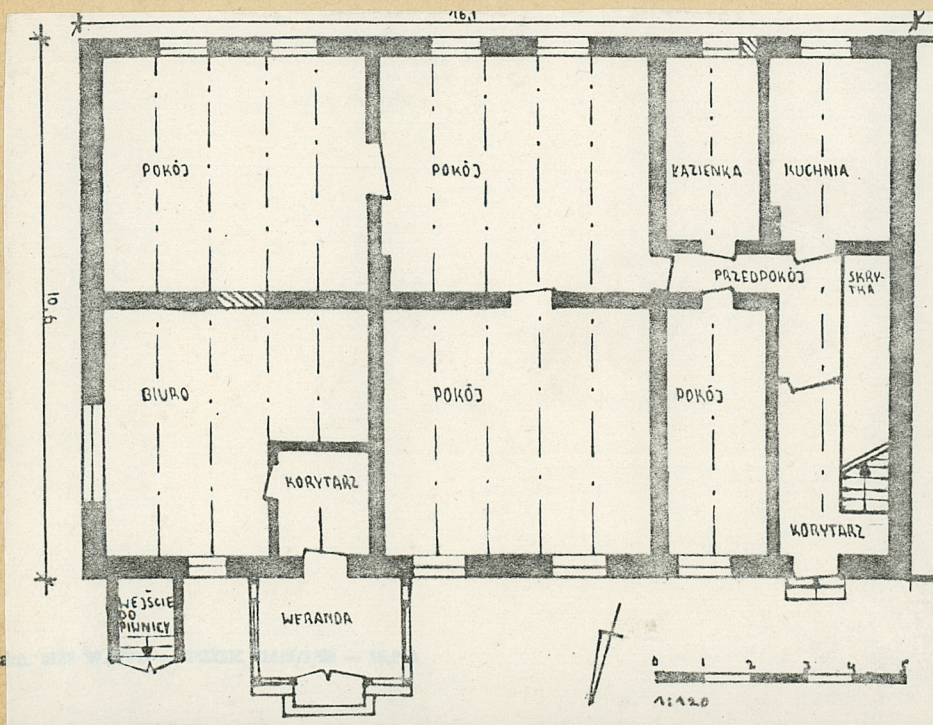 16,1
POKÓJ
POKÓJ
ŁAZIENKA
KUCHNIA
PRZEDPOKÓJ
SKRY-
TKA
10,6
BIURO
POKÓJ
POKÓJ
KORYTARZ
KORYTARZ
WEJŚCIE
DO
PIWNICY
WERANDA
0 1 2 3 4 5
1:120